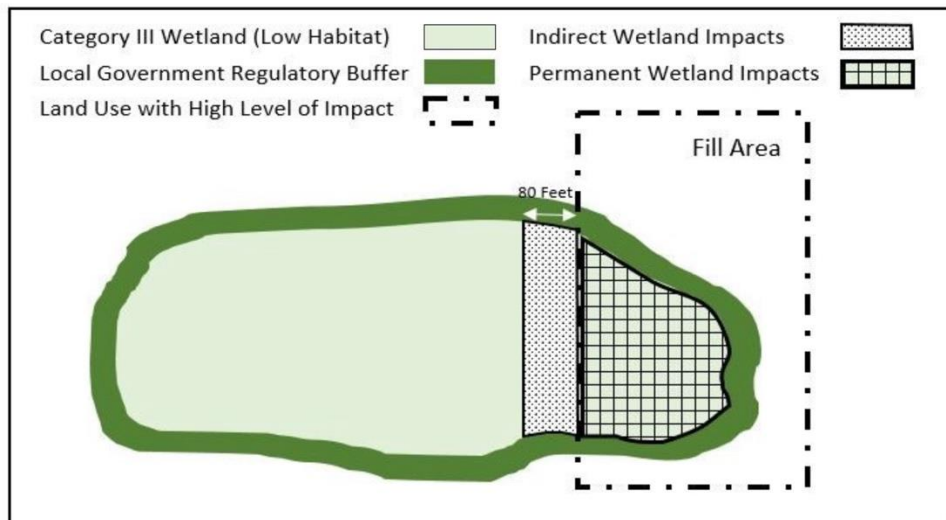 Category III Wetland (Low Habitat)
Indirect Wetland Impacts
Local Government Regulatory Buffer
Permanent Wetland Impacts
Land Use with High Level of Impact
Fill Area
80 Feet